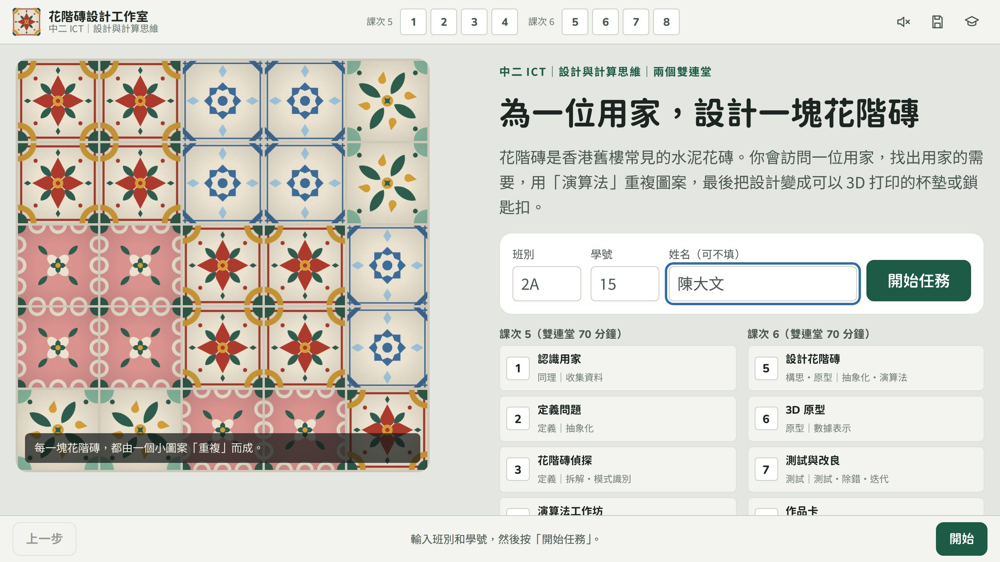 花階磚設計工作室
中二 ICT｜設計與計算思維
課次 5 1 2 3 4 課次 6 5 6 7 8
中二 ICT｜設計與計算思維｜兩個雙連堂
為一位用家，設計一塊花階磚
花階磚是香港舊樓常見的水泥花磚。你會訪問一位用家，找出用家的需
要，用「演算法」重複圖案，最後把設計變成可以 3D 打印的杯墊或鎖
匙扣。
班別 學號 姓名（可不填）
2A 15 陳大文 開始任務
每一塊花階磚，都由一個小圖案「重複」而成。
課次 5（雙連堂 70 分鐘）
1 認識用家
同理｜收集資料
2 定義問題
定義｜抽象化
3 花階磚偵探
定義｜拆解・模式識別
演算法工作坊
課次 6（雙連堂 70 分鐘）
5 設計花階磚
構思・原型｜抽象化・演算法
6 3D 原型
原型｜數據表示
7 測試與改良
測試｜測試・除錯・迭代
作品卡
上一步 輸入班別和學號，然後按「開始任務」。 開始